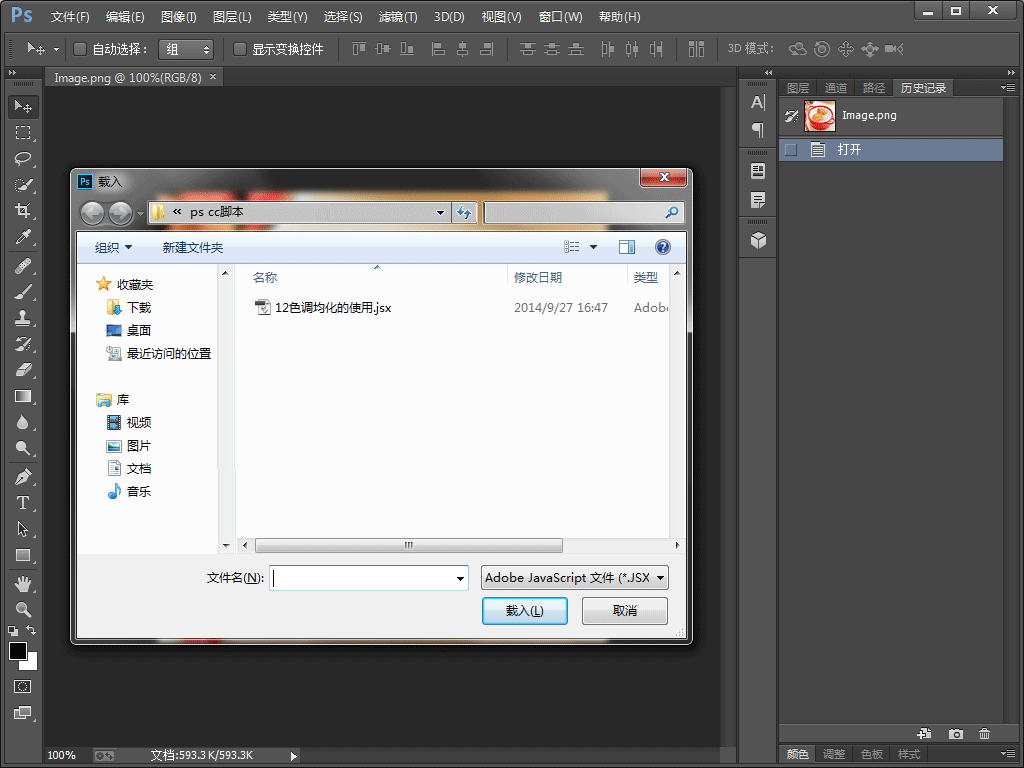 Ps 文件(F) 编辑(E) 图像(I) 图层(L) 类型(Y) 选择(S) 滤镜(T) 3D(D) 视图(V) 窗口(W) 帮助(H)
自动选择： 组 显示变换控件 3D 模式：
Image.png @ 100%(RGB/8) ×
图层 通道 路径 历史记录
Image.png
打开
Ps 载入
« ps cc脚本
组织 新建文件夹
名称 修改日期 类型
12色调均化的使用.jsx 2014/9/27 16:47 Adob
收藏夹
下载
桌面
最近访问的位置
库
视频
图片
文档
音乐
文件名(N): Adobe JavaScript 文件 (*.JSX
载入(L) 取消
100% 文档:593.3 K/593.3K
颜色 调整 色板 样式